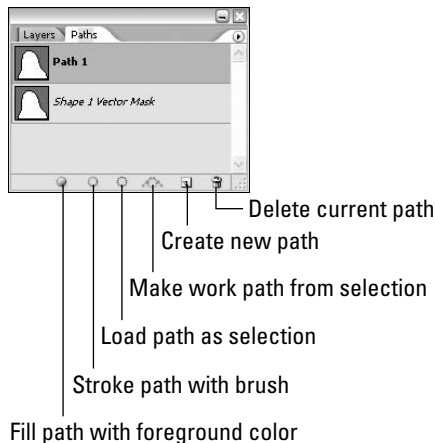 Layers Paths
Path 1
Shape 1 Vector Mask
Delete current path
Create new path
Make work path from selection
Load path as selection
Stroke path with brush
Fill path with foreground color